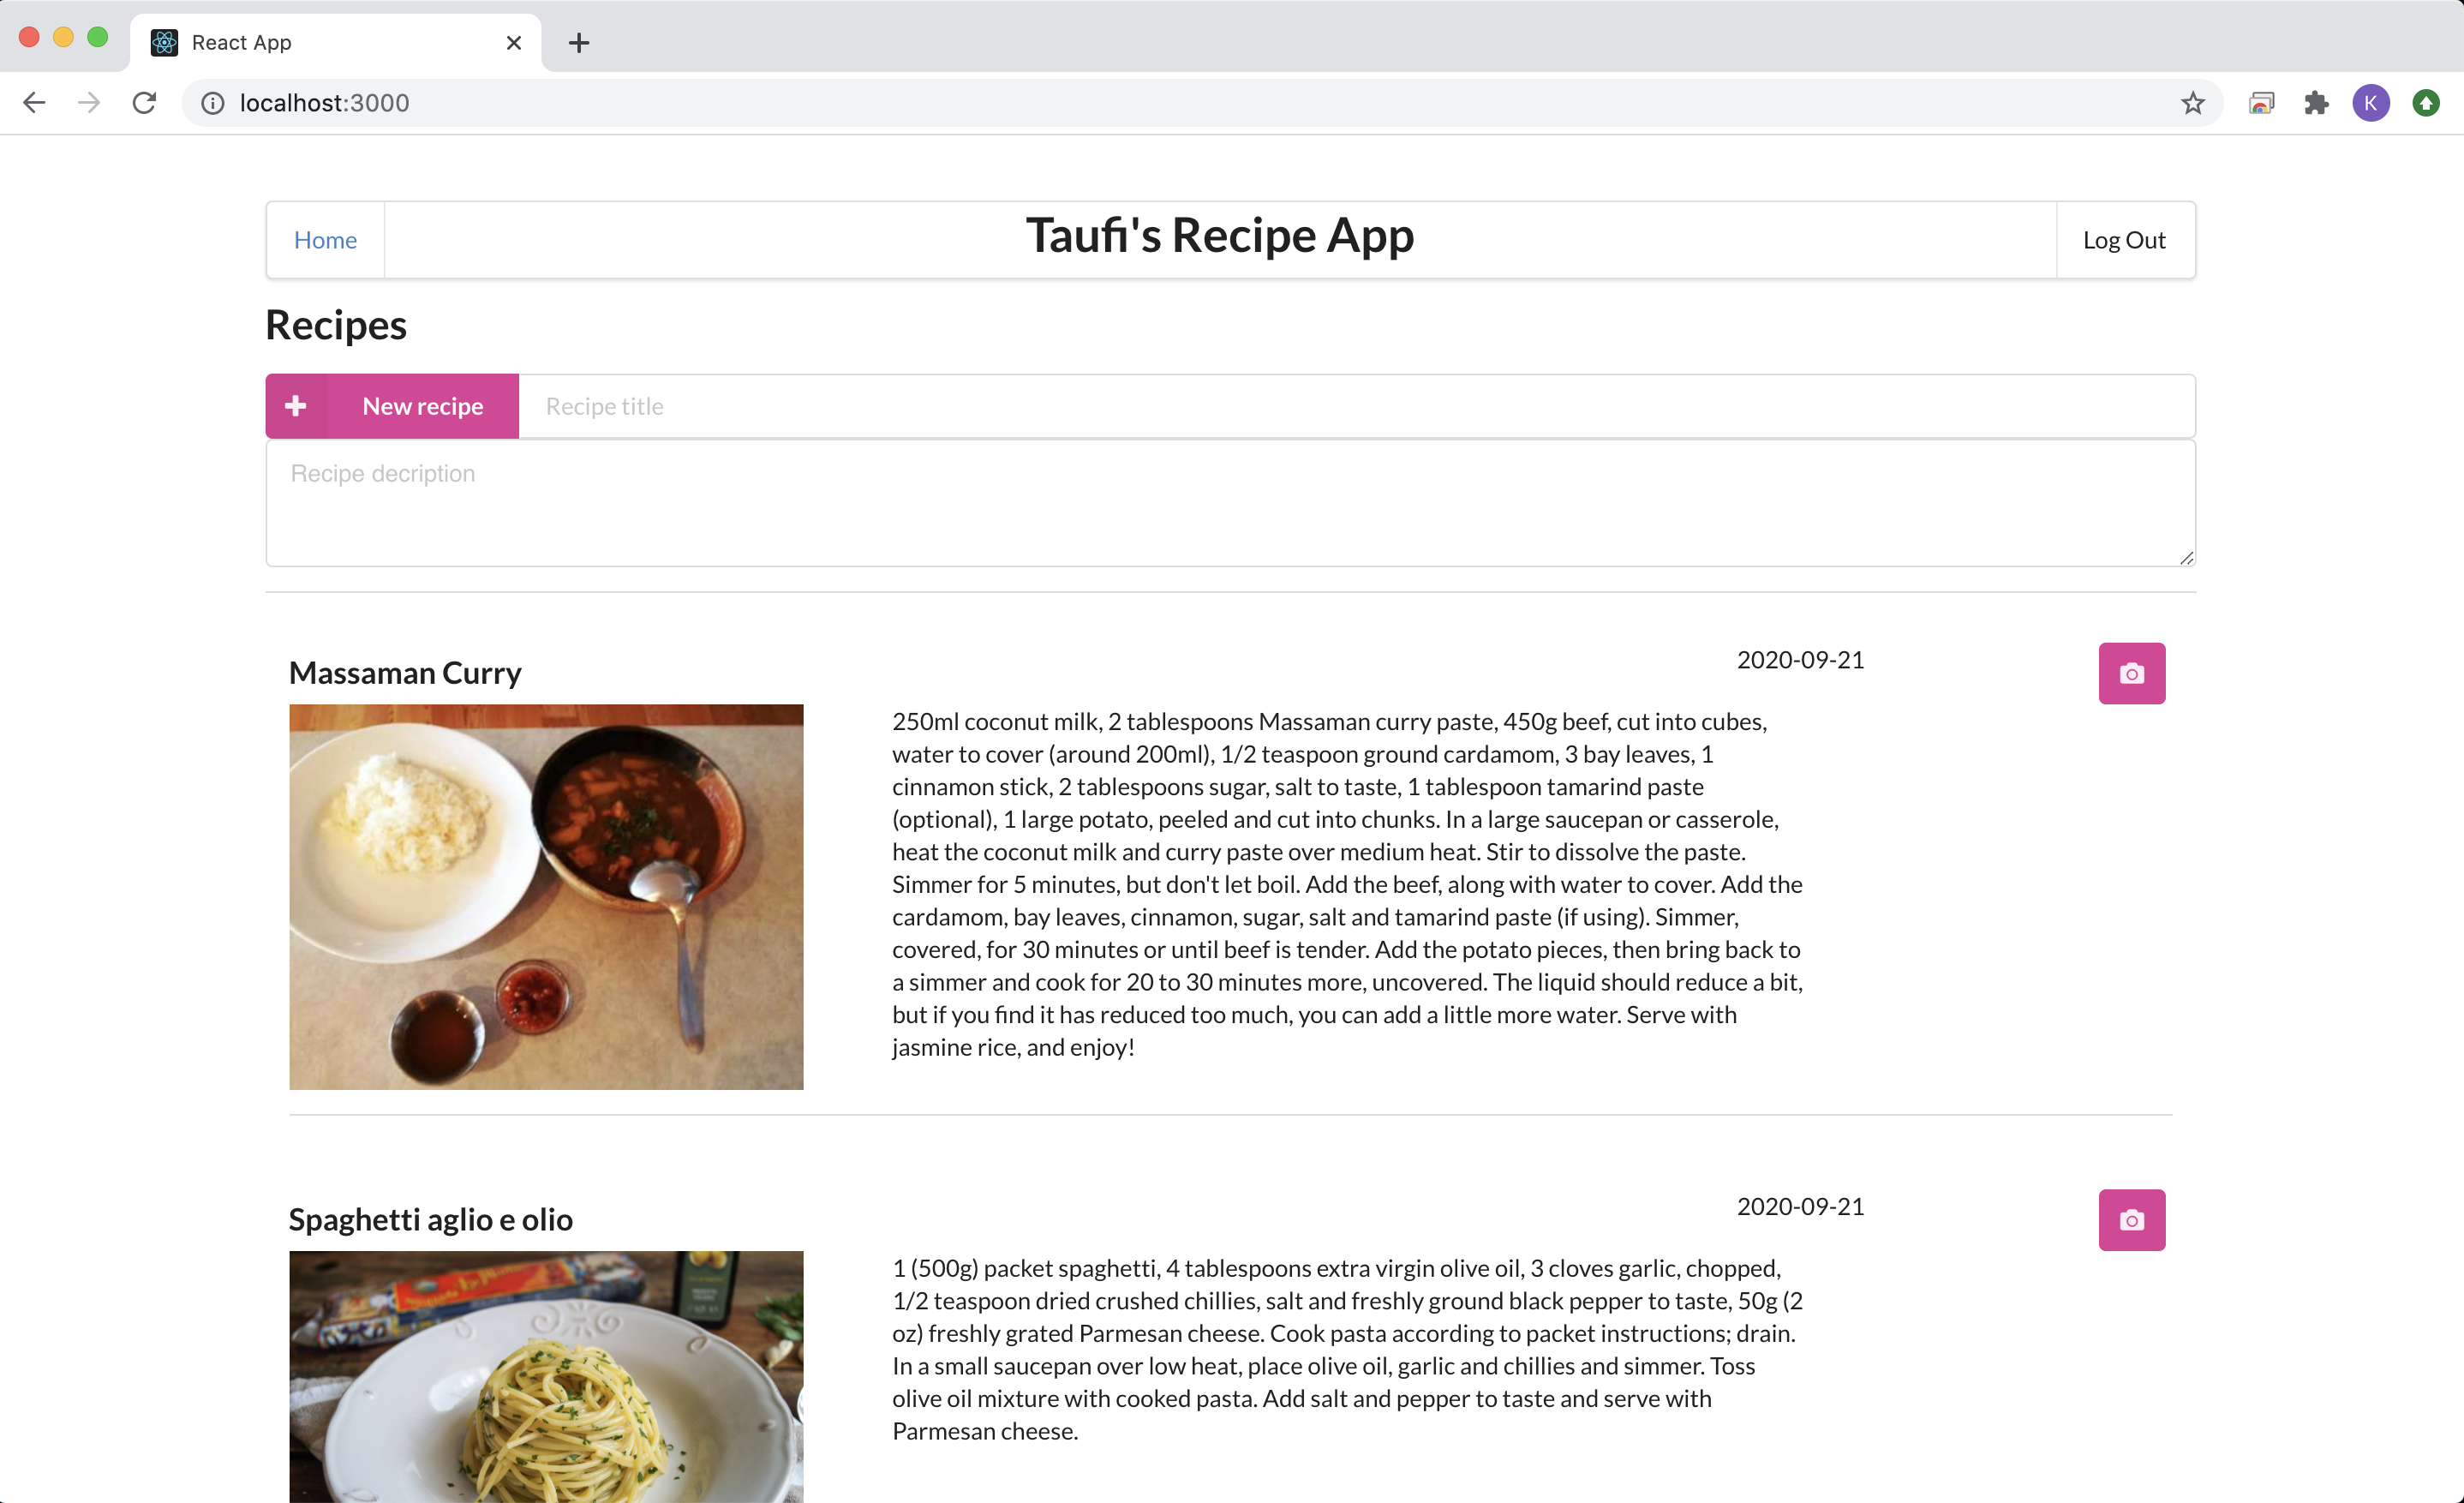 React App
localhost:3000
K
Home
Taufi's Recipe App
Log Out
Recipes
New recipe
Recipe title
Recipe decription
Massaman Curry
2020-09-21
250ml coconut milk, 2 tablespoons Massaman curry paste, 450g beef, cut into cubes,
water to cover (around 200ml), 1/2 teaspoon ground cardamom, 3 bay leaves, 1
cinnamon stick, 2 tablespoons sugar, salt to taste, 1 tablespoon tamarind paste
(optional), 1 large potato, peeled and cut into chunks. In a large saucepan or casserole,
heat the coconut milk and curry paste over medium heat. Stir to dissolve the paste.
Simmer for 5 minutes, but don't let boil. Add the beef, along with water to cover. Add the
cardamom, bay leaves, cinnamon, sugar, salt and tamarind paste (if using). Simmer,
covered, for 30 minutes or until beef is tender. Add the potato pieces, then bring back to
a simmer and cook for 20 to 30 minutes more, uncovered. The liquid should reduce a bit,
but if you find it has reduced too much, you can add a little more water. Serve with
jasmine rice, and enjoy!
Spaghetti aglio e olio
2020-09-21
1 (500g) packet spaghetti, 4 tablespoons extra virgin olive oil, 3 cloves garlic, chopped,
1/2 teaspoon dried crushed chillies, salt and freshly ground black pepper to taste, 50g (2
oz) freshly grated Parmesan cheese. Cook pasta according to packet instructions; drain.
In a small saucepan over low heat, place olive oil, garlic and chillies and simmer. Toss
olive oil mixture with cooked pasta. Add salt and pepper to taste and serve with
Parmesan cheese.